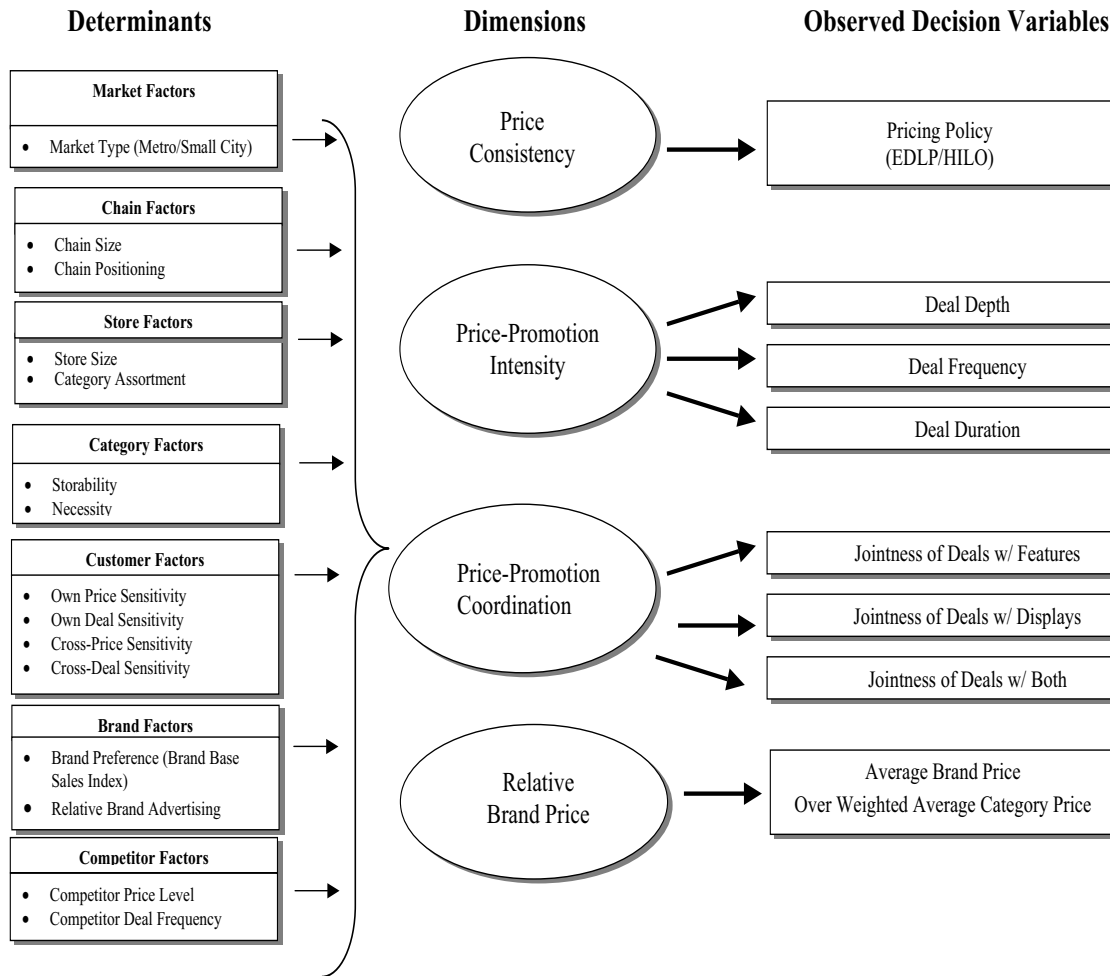 Determinants
Market Factors
• Market Type (Metro/Small City)
Chain Factors
• Chain Size
• Chain Positioning
Store Factors
• Store Size
• Category Assortment
Category Factors
• Storability
• Necessity
Customer Factors
• Own Price Sensitivity
• Own Deal Sensitivity
• Cross-Price Sensitivity
• Cross-Deal Sensitivity
Brand Factors
• Brand Preference (Brand Base
Sales Index)
• Relative Brand Advertising
Competitor Factors
• Competitor Price Level
• Competitor Deal Frequency
Dimensions
Price
Consistency
Price-Promotion
Intensity
Price-Promotion
Coordination
Relative
Brand Price
Observed Decision Variables
Pricing Policy
(EDLP/HILO)
Deal Depth
Deal Frequency
Deal Duration
Jointness of Deals w/ Features
Jointness of Deals w/ Displays
Jointness of Deals w/ Both
Average Brand Price
Over Weighted Average Category Price